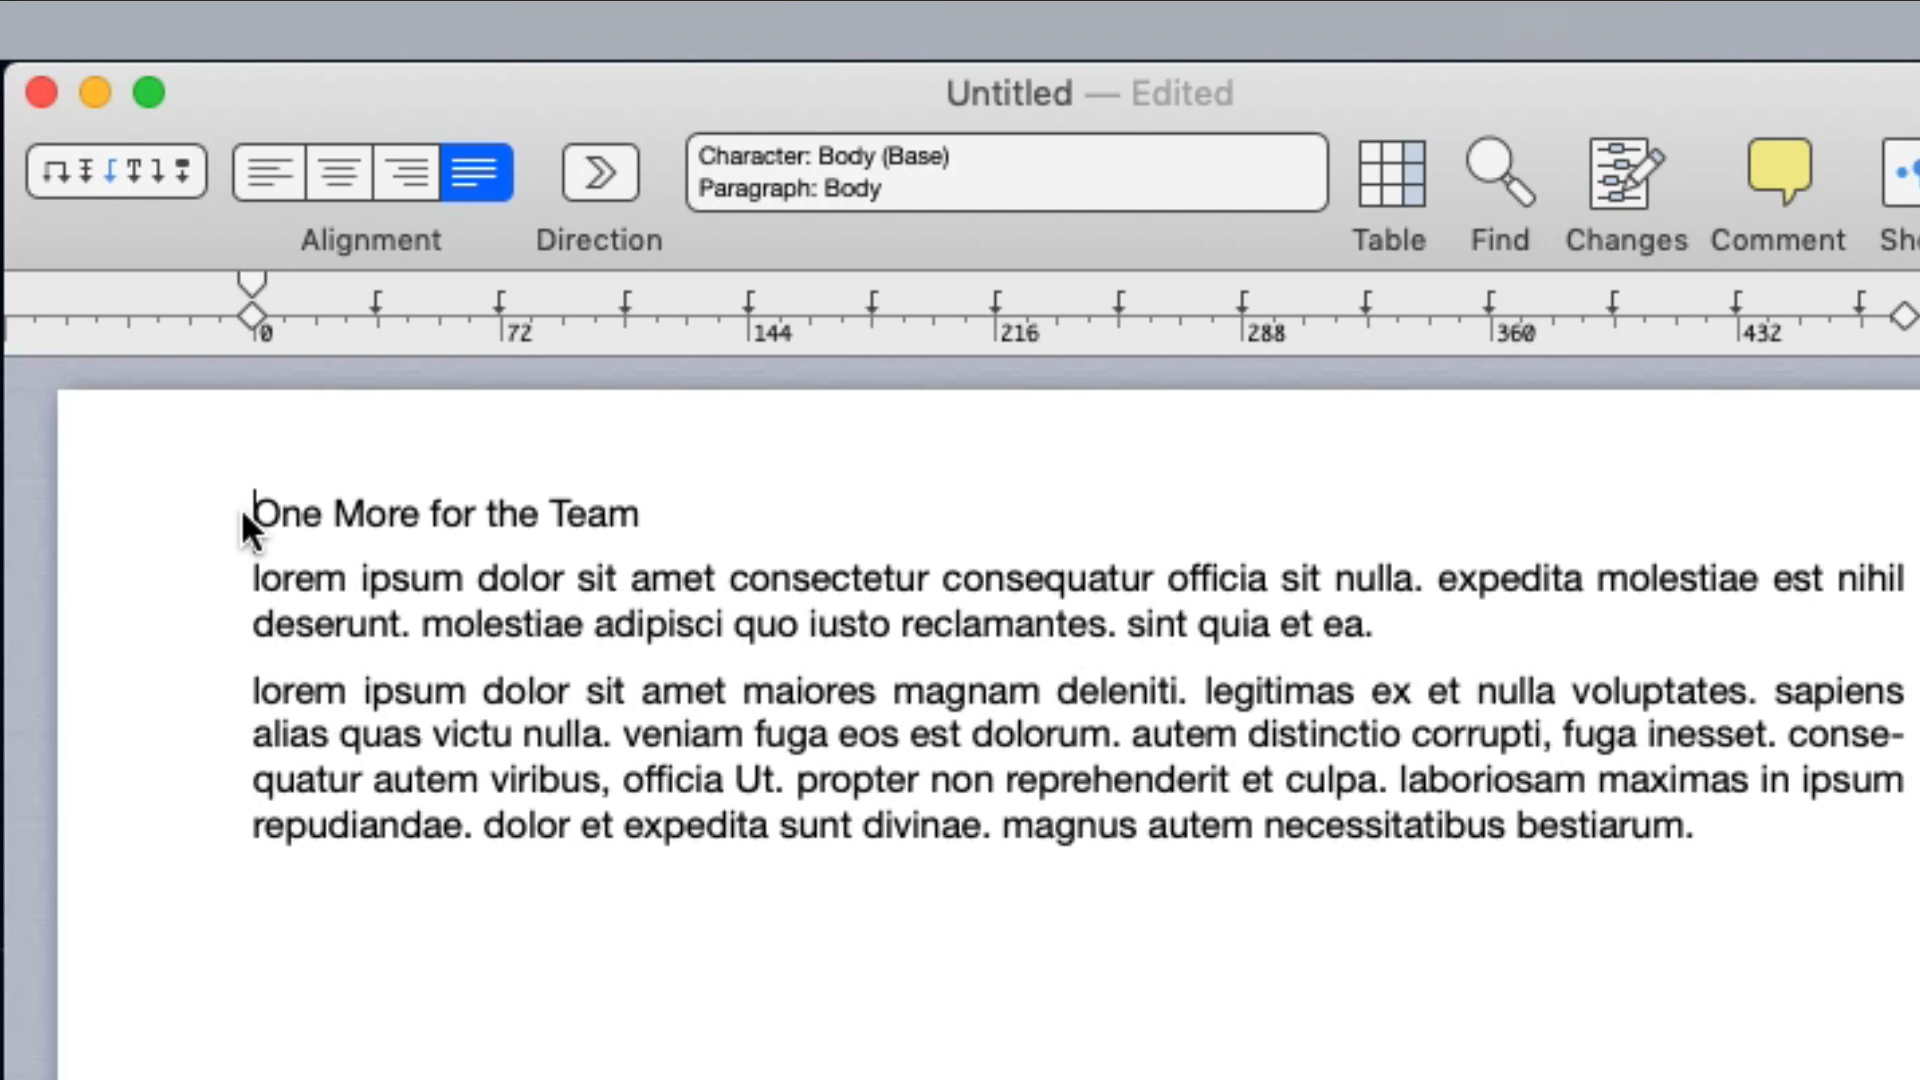 Untitled — Edited
Character: Body (Base)
Paragraph: Body
Alignment
Direction
Table
Find
Changes
Comment
Sh
0 72 144 216 288 360 432
One More for the Team
lorem ipsum dolor sit amet consectetur consequatur officia sit nulla. expedita molestiae est nihil
deserunt. molestiae adipisci quo iusto reclamantes. sint quia et ea.
lorem ipsum dolor sit amet maiores magnam deleniti. legitimas ex et nulla voluptates. sapiens
alias quas victu nulla. veniam fuga eos est dolorum. autem distinctio corrupti, fuga inesset. conse-
quatur autem viribus, officia Ut. propter non reprehenderit et culpa. laboriosam maximas in ipsum
repudiandae. dolor et expedita sunt divinae. magnus autem necessitatibus bestiarum.